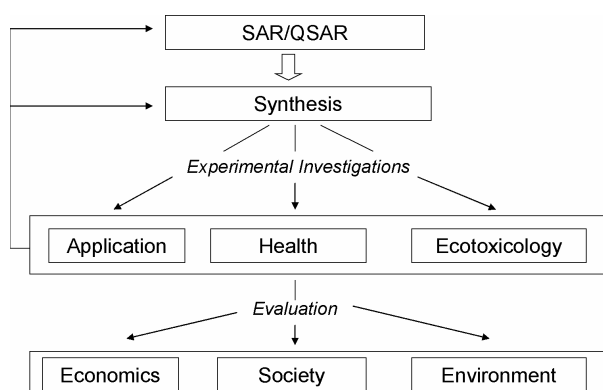 SAR/QSAR
Synthesis
Experimental Investigations
Application Health Ecotoxicology
Evaluation
Economics Society Environment